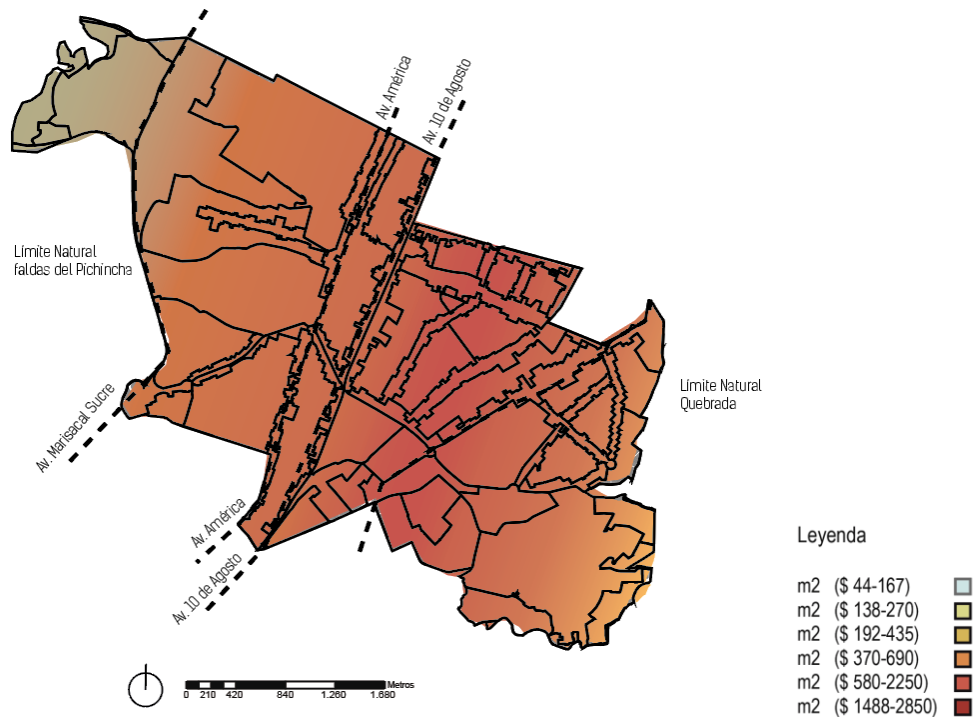 Av. América
Av. 10 de Agosto
Límite Natural
faldas del Pichincha
Límite Natural
Quebrada
Av. Marisacal Sucre
Av. América
Av. 10 de Agosto
Leyenda
m2 ($ 44-167)
m2 ($ 138-270)
m2 ($ 192-435)
m2 ($ 370-690)
m2 ($ 580-2250)
m2 ($ 1488-2850)
Metros
0 210 420 840 1.260 1.680